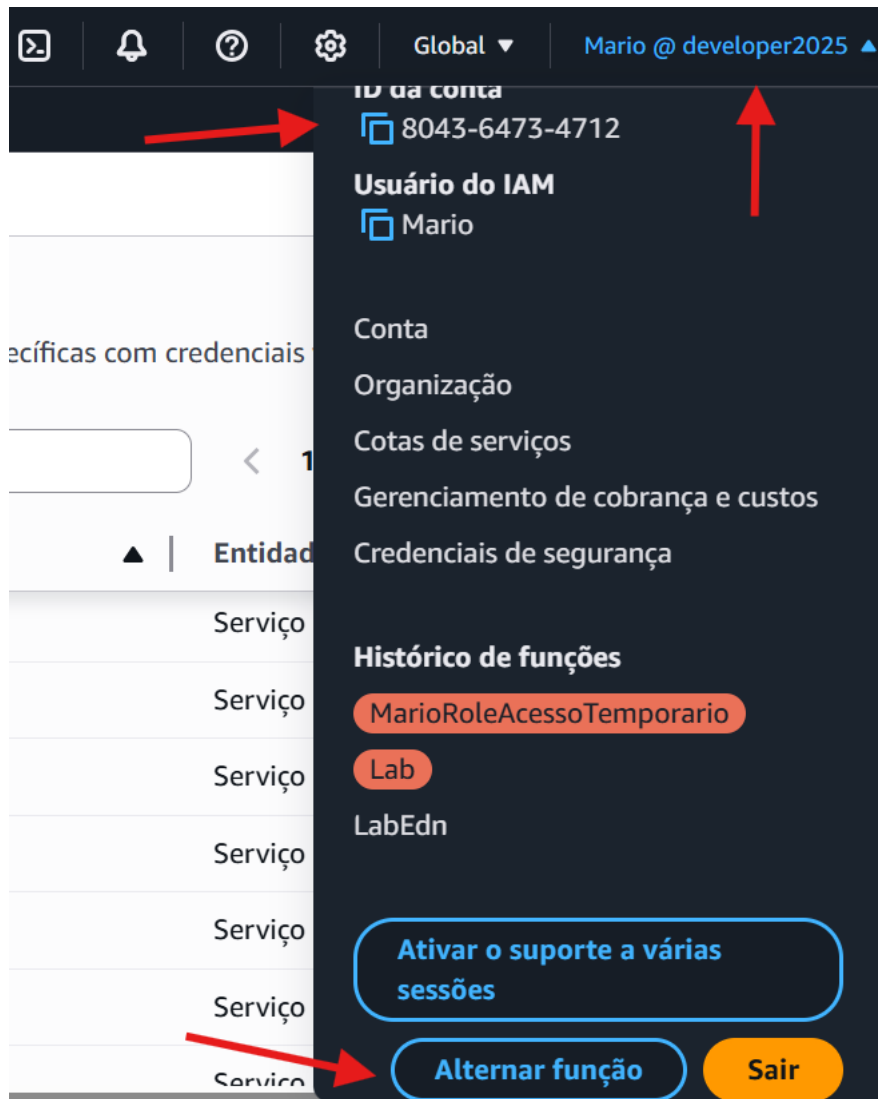 Global ▼
Mario @ developer2025 ▲
ID da conta
8043-6473-4712
Usuário do IAM
Mario
Conta
ecíficas com credenciais
Organização
Cotas de serviços
1
Gerenciamento de cobrança e custos
▲ | Entidad
Credenciais de segurança
Serviço
Histórico de funções
Serviço
MarioRoleAcessoTemporario
Serviço
Lab
LabEdn
Serviço
Serviço
Ativar o suporte a várias
sessões
Serviço
Alternar função
Sair
Serviço